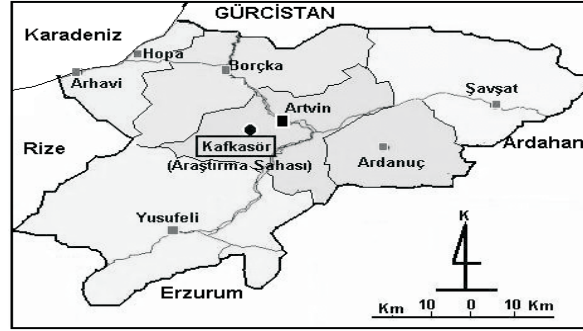 GÜRCİSTAN
Karadeniz
Hopa
Borçka
Arhavi
Şavşat
Artvin
Rize
Ardahan
Kafkasör
(Araştırma Sahası)
Ardanuç
Yusufeli
K
Erzurum
Km 10 0 10 Km